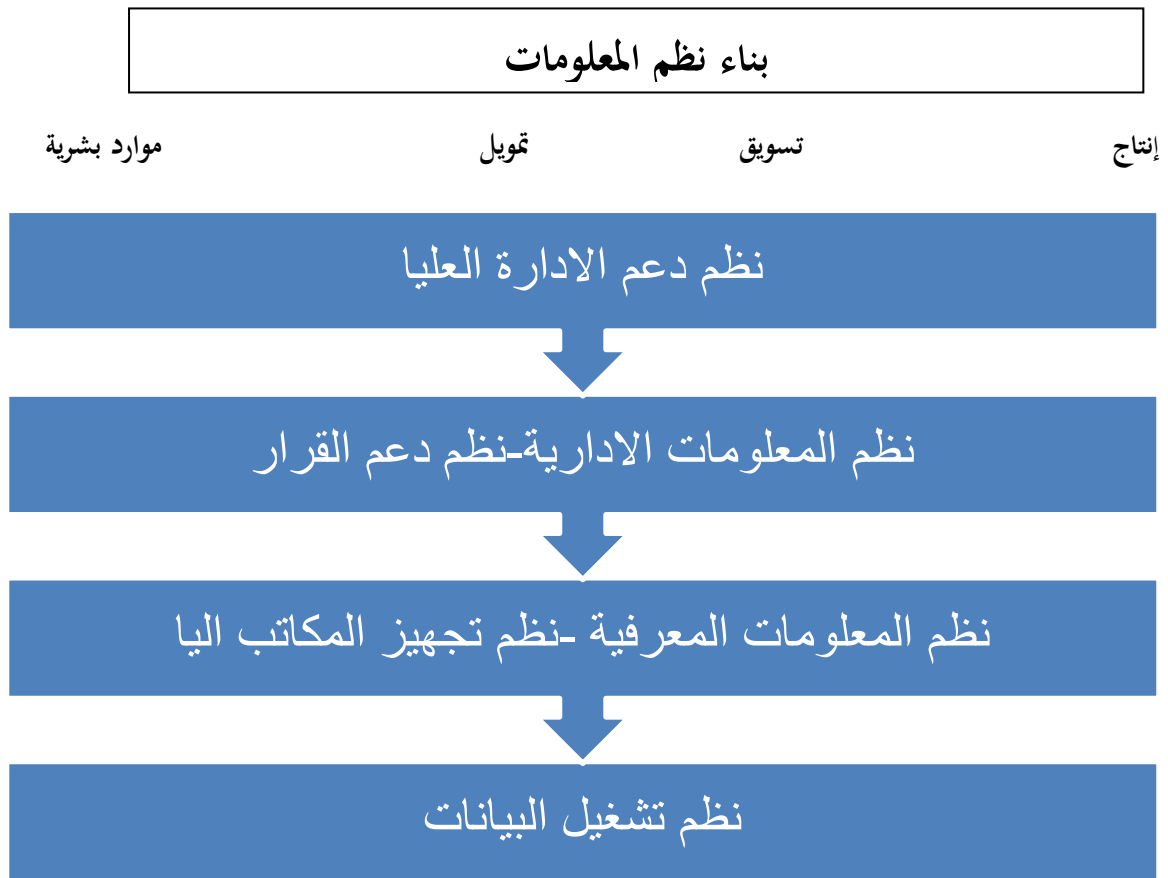 بناء نظم المعلومات
إنتاج تسويق تمويل موارد بشرية
نظم دعم الادارة العليا
نظم المعلومات الادارية-نظم دعم القرار
نظم المعلومات المعرفية -نظم تجهيز المكاتب اليا
نظم تشغيل البيانات